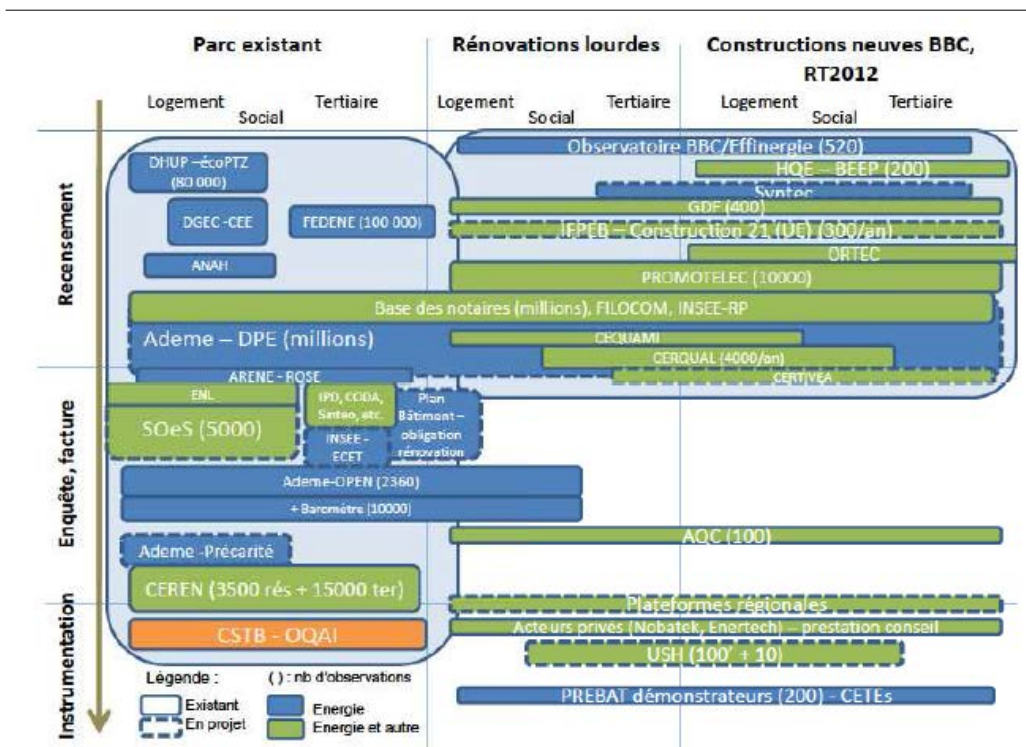 Parc existant
Rénovations lourdes
Constructions neuves BBC,
RT2012
Logement
Social
Tertiaire
Logement
Social
Tertiaire
Logement
Social
Tertiaire
Recensement
Enquête, facture
Instrumentation
DHUP –écoPTZ
(80 000)
DGEC -CEE
FEDENE (100 000)
ANAH
Observatoire BBC/Effinergie (520)
HQE – BEEP (200)
Syntec
GDF (400)
IFPEB – Construction 21 (UE) (300/an)
ORTEC
PROMOTELEC (10000)
Base des notaires (millions), FILOCOM, INSEE-RP
Ademe – DPE (millions)
CEQUAMI
CERQUAL (4000/an)
CERTIVEA
ARENE - ROSE
ENL
SOeS (5000)
IPD, CODA,
Sinteo, etc.
INSEE -
ECET
Plan
Bâtiment –
obligation
rénovation
Ademe-OPEN (2360)
+ Baromètre (10000)
AQC (100)
Ademe -Précarité
CEREN (3500 rés + 15000 ter)
Plateformes régionales
CSTB - OQAI
Acteurs privés (Nobatek, Enertech) – prestation conseil
USH (100' + 10)
PREBAT démonstrateurs (200) - CETEs
Légende :
( ) : nb d'observations
Existant
En projet
Energie
Energie et autre